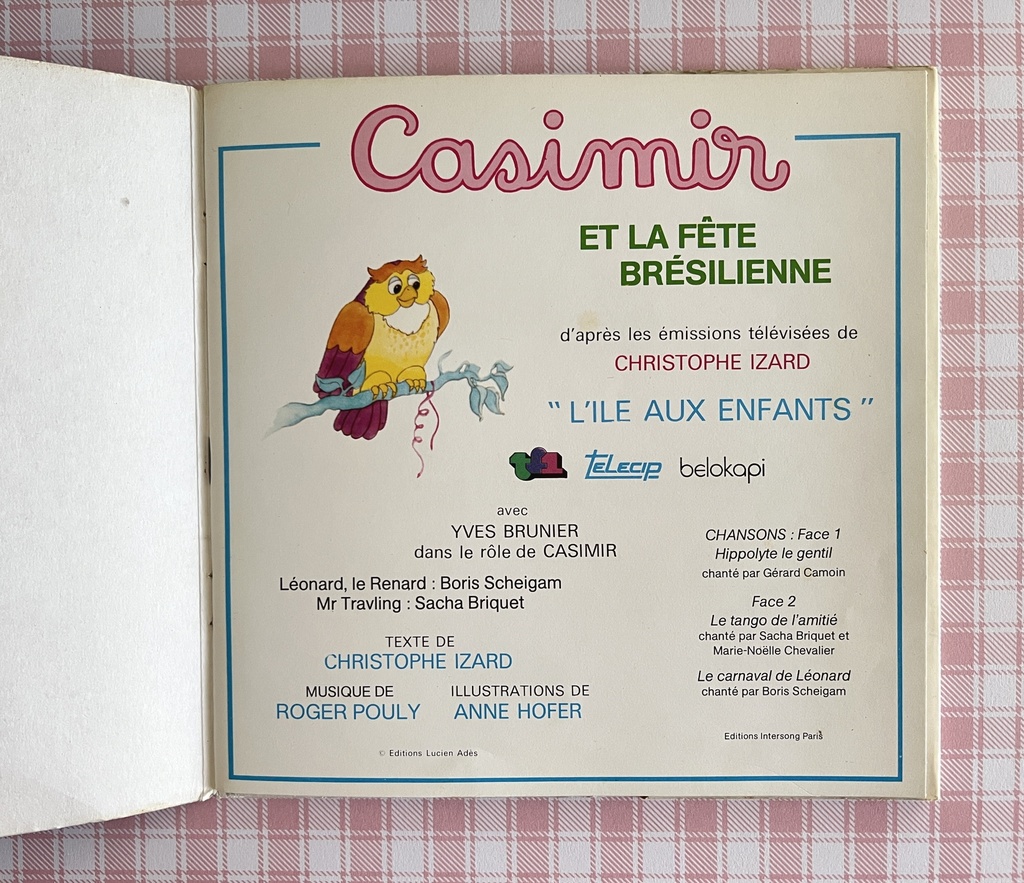 Casimir
ET LA FÊTE
BRÉSILIENNE
d'après les émissions télévisées de
CHRISTOPHE IZARD
“ L'ILE AUX ENFANTS ”
tf1 TELECIP belokapi
avec
YVES BRUNIER
dans le rôle de CASIMIR
Léonard, le Renard : Boris Scheigam
Mr Travling : Sacha Briquet
TEXTE DE
CHRISTOPHE IZARD
MUSIQUE DE
ROGER POULY
ILLUSTRATIONS DE
ANNE HOFER
© Editions Lucien Adès
CHANSONS : Face 1
Hippolyte le gentil
chanté par Gérard Camoin
Face 2
Le tango de l'amitié
chanté par Sacha Briquet et
Marie-Noëlle Chevalier
Le carnaval de Léonard
chanté par Boris Scheigam
Editions Intersong Paris